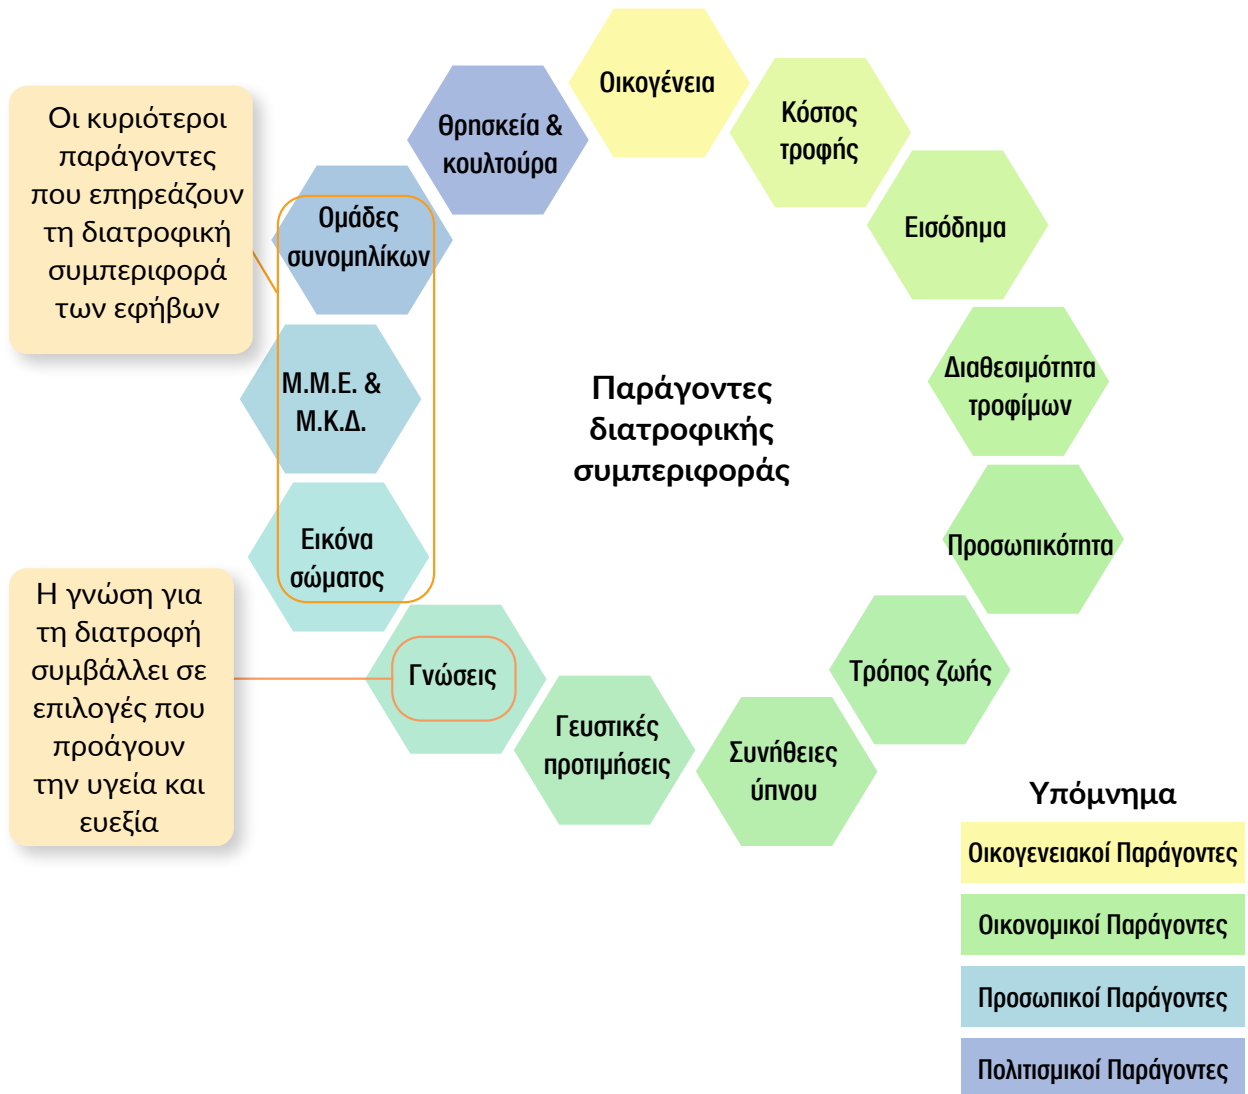 Οικογένεια
Κόστος
τροφής
Εισόδημα
Διαθεσιμότητα
τροφίμων
Προσωπικότητα
Τρόπος ζωής
Συνήθειες
ύπνου
Γευστικές
προτιμήσεις
Γνώσεις
Εικόνα
σώματος
Μ.Μ.Ε. &
Μ.Κ.Δ.
Ομάδες
συνομηλίκων
Θρησκεία &
κουλτούρα
Παράγοντες
διατροφικής
συμπεριφοράς
Οι κυριότεροι
παράγοντες
που επηρεάζουν
τη διατροφική
συμπεριφορά
των εφήβων
Η γνώση για
τη διατροφή
συμβάλλει σε
επιλογές που
προάγουν
την υγεία και
ευεξία
Υπόμνημα
Οικογενειακοί Παράγοντες
Οικονομικοί Παράγοντες
Προσωπικοί Παράγοντες
Πολιτισμικοί Παράγοντες